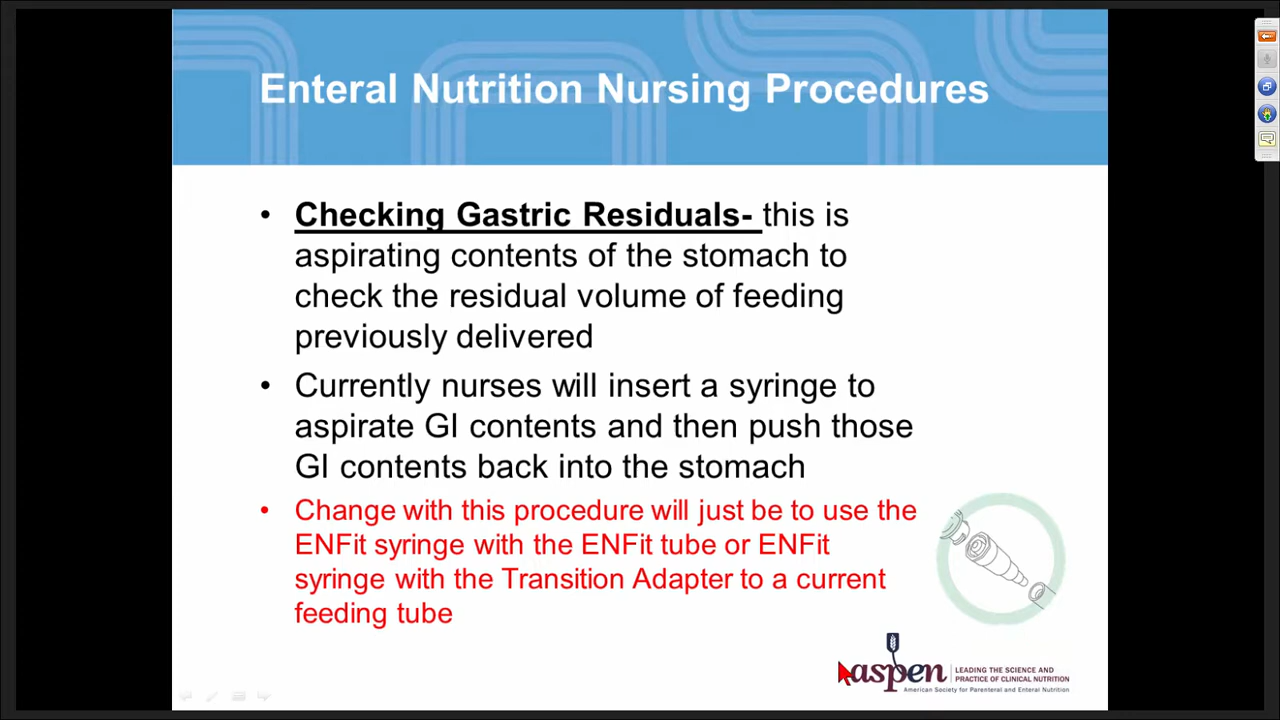 Enteral Nutrition Nursing Procedures
• Checking Gastric Residuals- this is
aspirating contents of the stomach to
check the residual volume of feeding
previously delivered
• Currently nurses will insert a syringe to
aspirate GI contents and then push those
GI contents back into the stomach
• Change with this procedure will just be to use the
ENFit syringe with the ENFit tube or ENFit
syringe with the Transition Adapter to a current
feeding tube
aspen
LEADING THE SCIENCE AND
PRACTICE OF CLINICAL NUTRITION
American Society for Parenteral and Enteral Nutrition